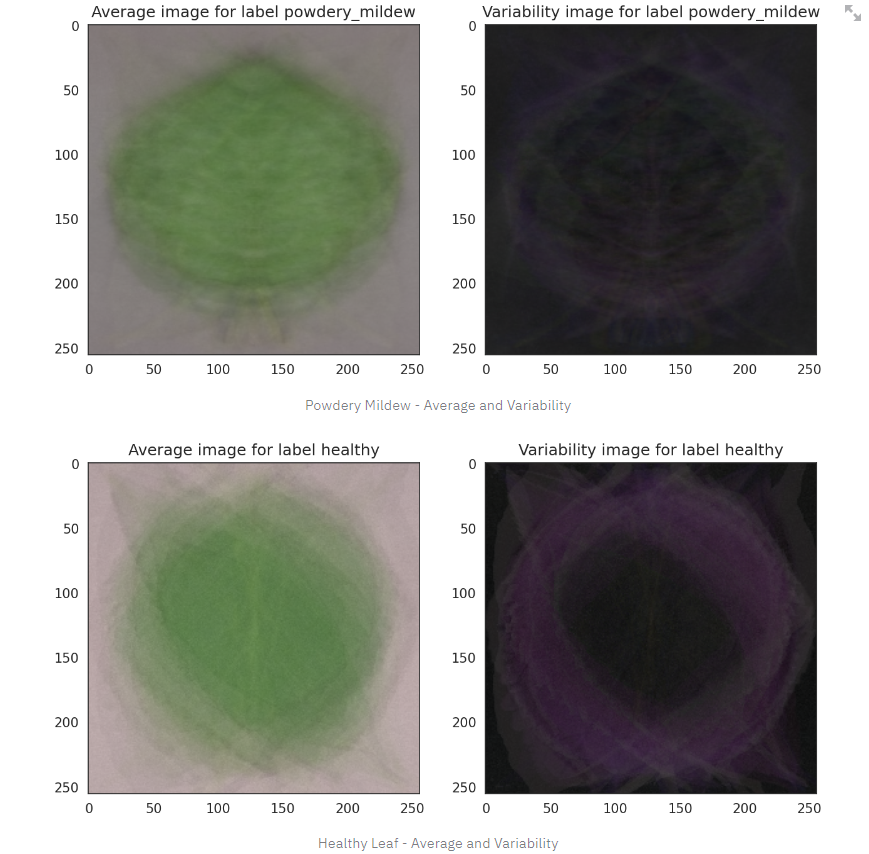 Average image for label powdery_mildew Variability image for label powdery_mildew
0 0
50 50
100 100
150 150
200 200
250 250
0 50 100 150 200 250 0 50 100 150 200 250
Powdery Mildew - Average and Variability
Average image for label healthy Variability image for label healthy
0 0
50 50
100 100
150 150
200 200
250 250
0 50 100 150 200 250 0 50 100 150 200 250
Healthy Leaf - Average and Variability